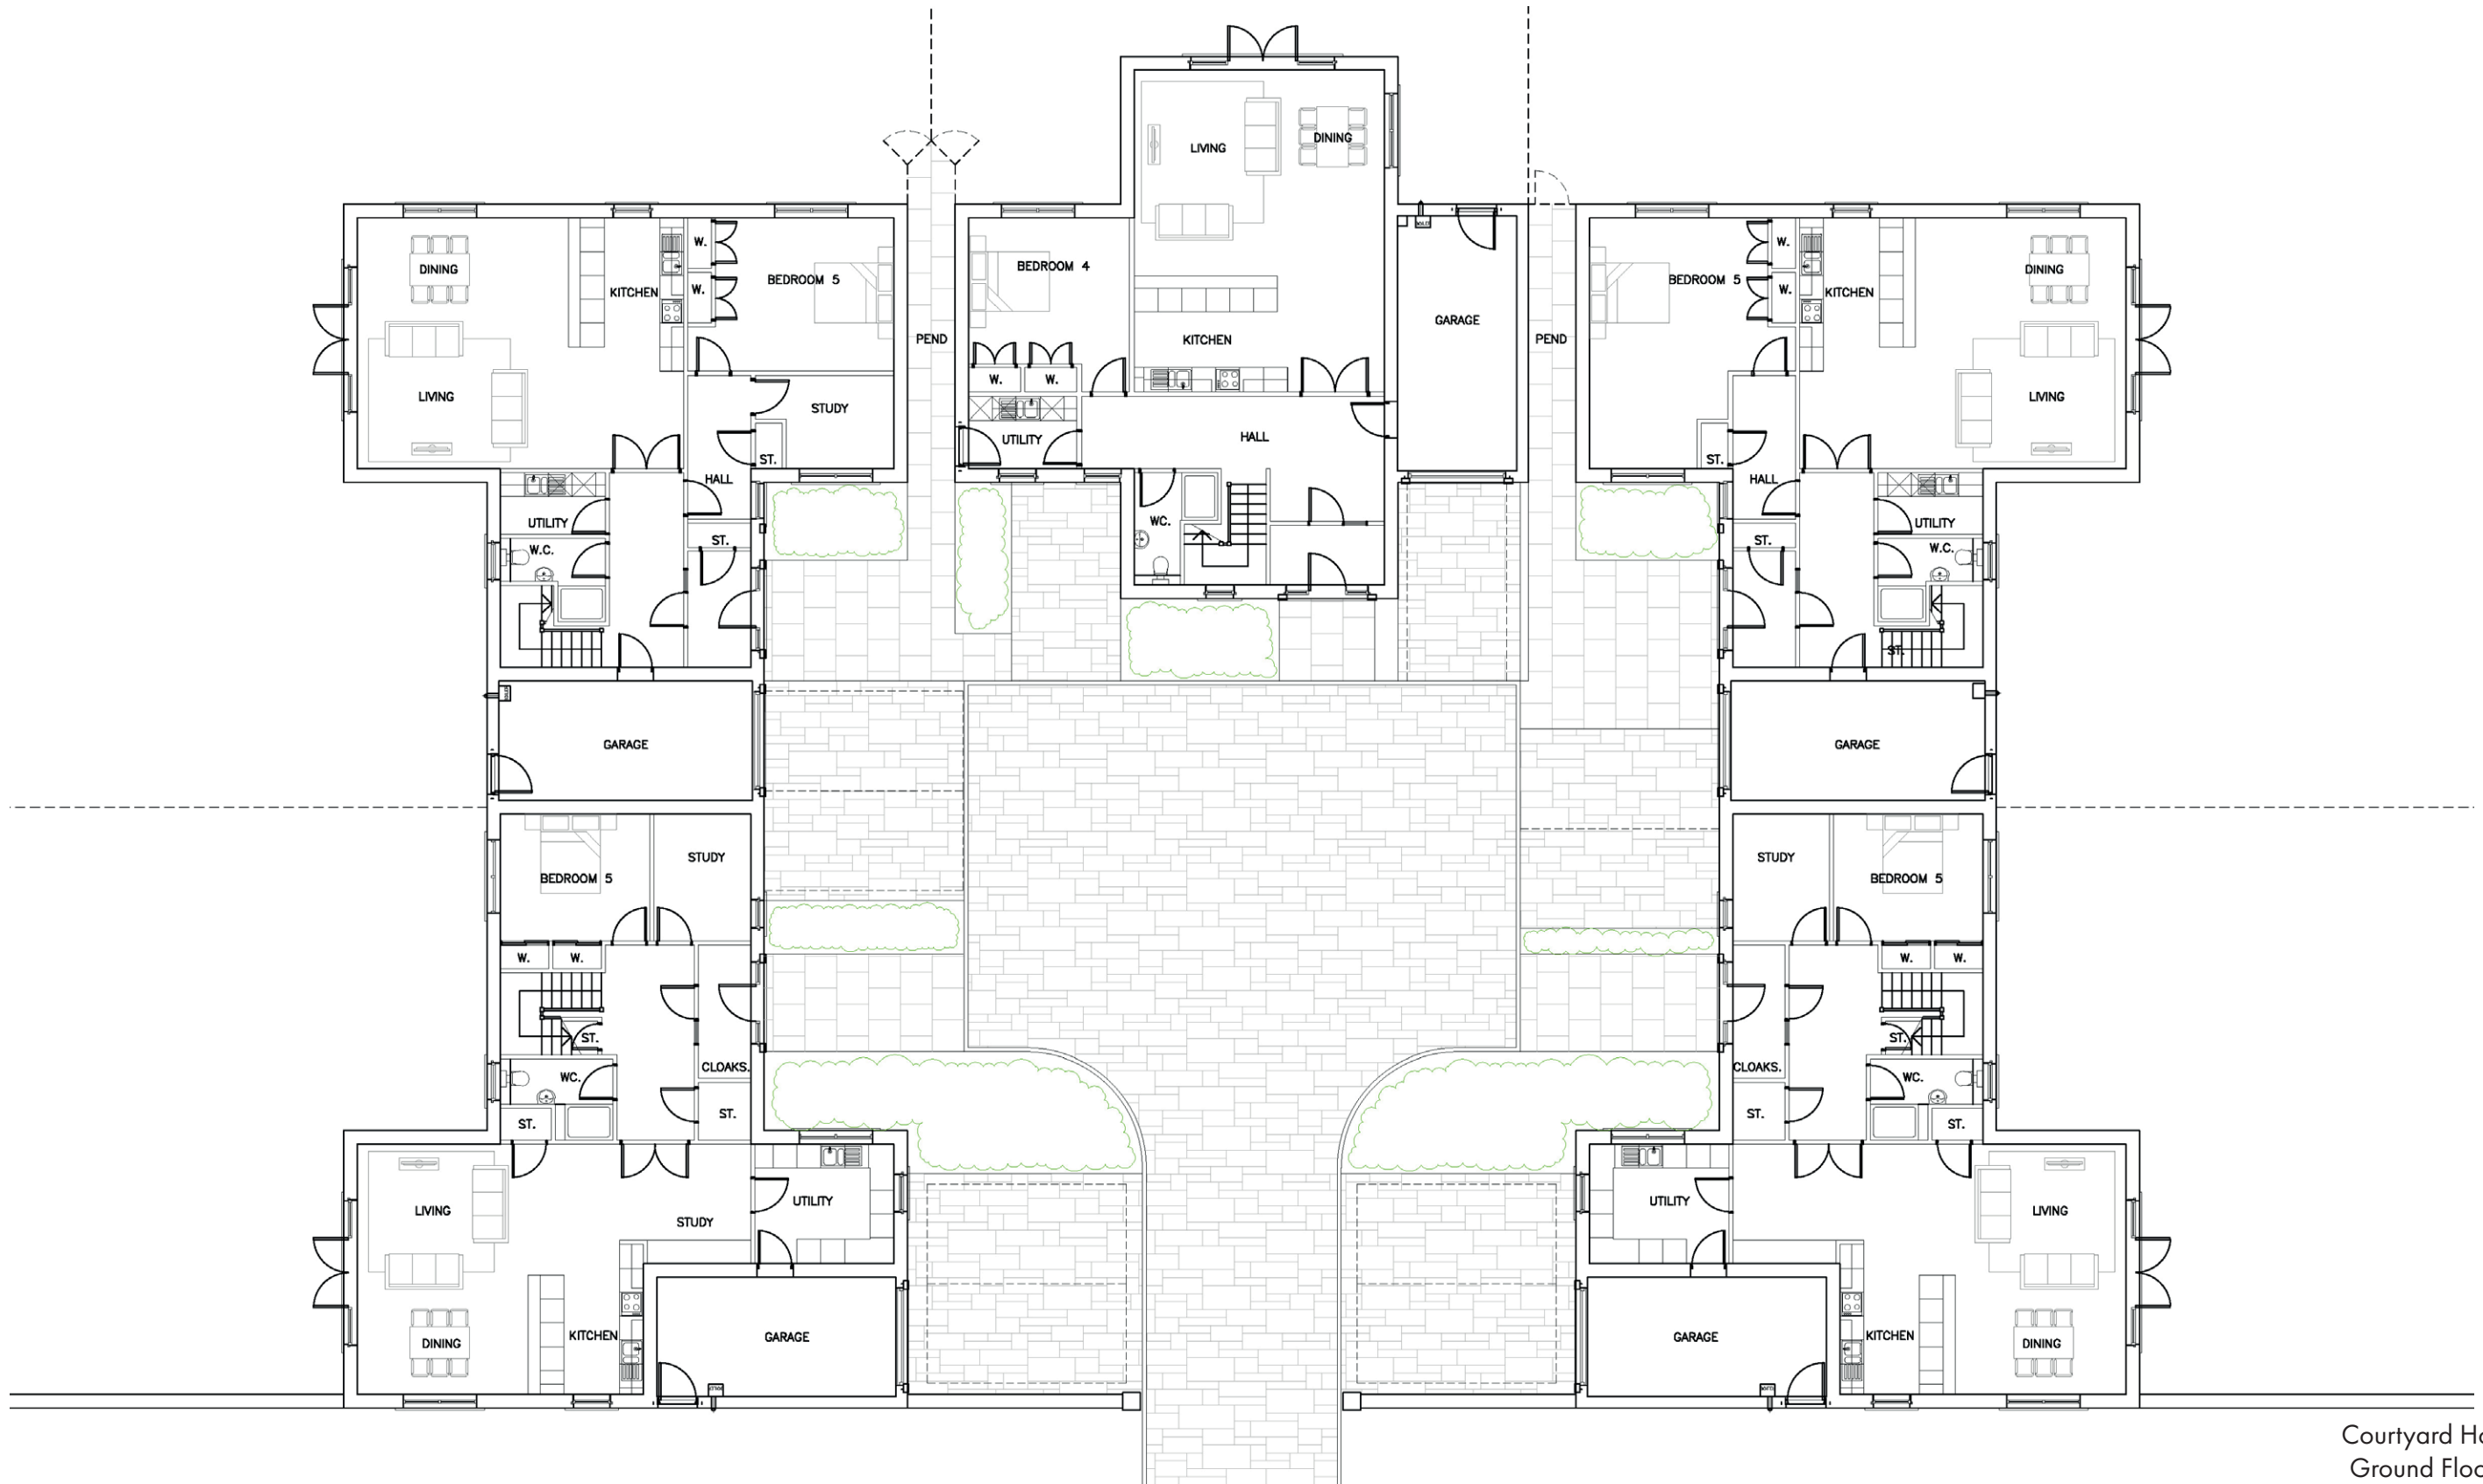 LIVING
DINING
W.
DINING
KITCHEN
W.
BEDROOM 5
LIVING
STUDY
ST.
HALL
UTILITY
W.C.
ST.
PEND
BEDROOM 4
W.
W.
KITCHEN
UTILITY
HALL
WC.
GARAGE
PEND
BEDROOM 5
W.
W.
KITCHEN
DINING
LIVING
ST.
HALL
UTILITY
ST.
W.C.
ST.
GARAGE
GARAGE
BEDROOM 5
STUDY
W.
W.
ST.
WC.
CLOAKS.
ST.
ST.
LIVING
STUDY
UTILITY
DINING
KITCHEN
GARAGE
STUDY
BEDROOM 5
W.
W.
ST.
CLOAKS.
WC.
ST.
ST.
UTILITY
LIVING
GARAGE
KITCHEN
DINING
Courtyard Ho
Ground Floo